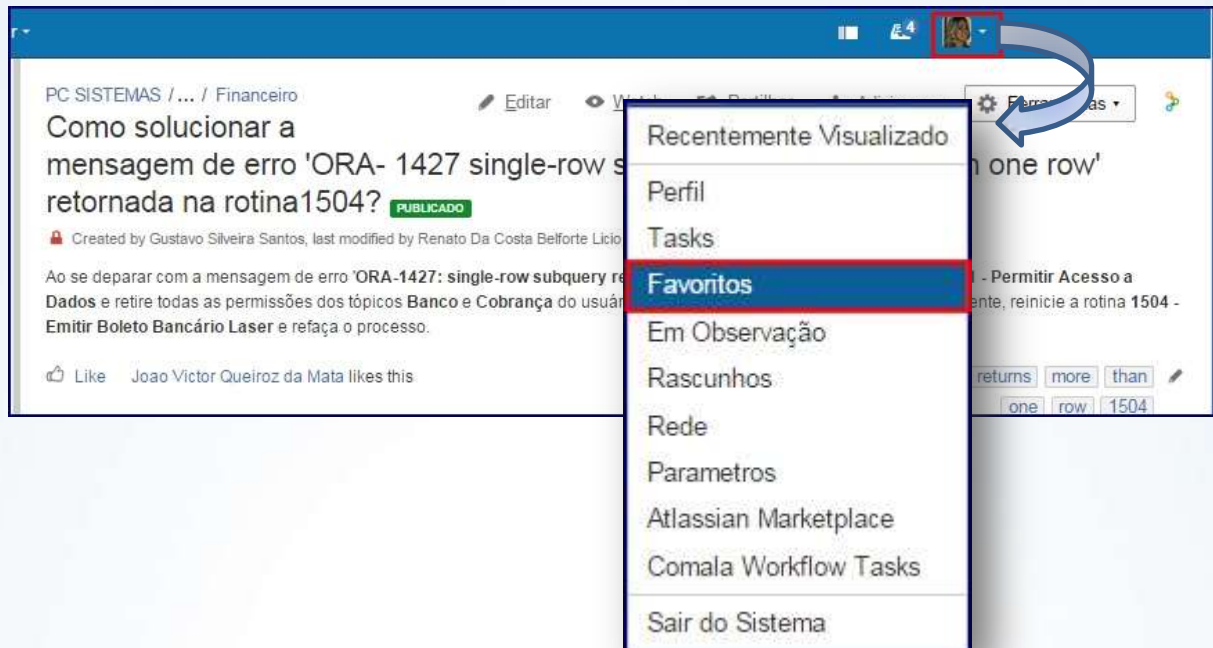 r
4
PC SISTEMAS / ... / Financeiro
Editar
Ferramentas
Como solucionar a
mensagem de erro 'ORA- 1427 single-row s
one row'
retornada na rotina1504? PUBLICADO
Created by Gustavo Silveira Santos, last modified by Renato Da Costa Belforte Licio
Ao se deparar com a mensagem de erro 'ORA-1427: single-row subquery re
1 - Permitir Acesso a
Dados e retire todas as permissões dos tópicos Banco e Cobrança do usuár
ente, reinicie a rotina 1504 -
Emitir Boleto Bancário Laser e refaça o processo.
Like Joao Victor Queiroz da Mata likes this
returns more than
one row 1504
Recentemente Visualizado
Perfil
Tasks
Favoritos
Em Observação
Rascunhos
Rede
Parametros
Atlassian Marketplace
Comala Workflow Tasks
Sair do Sistema